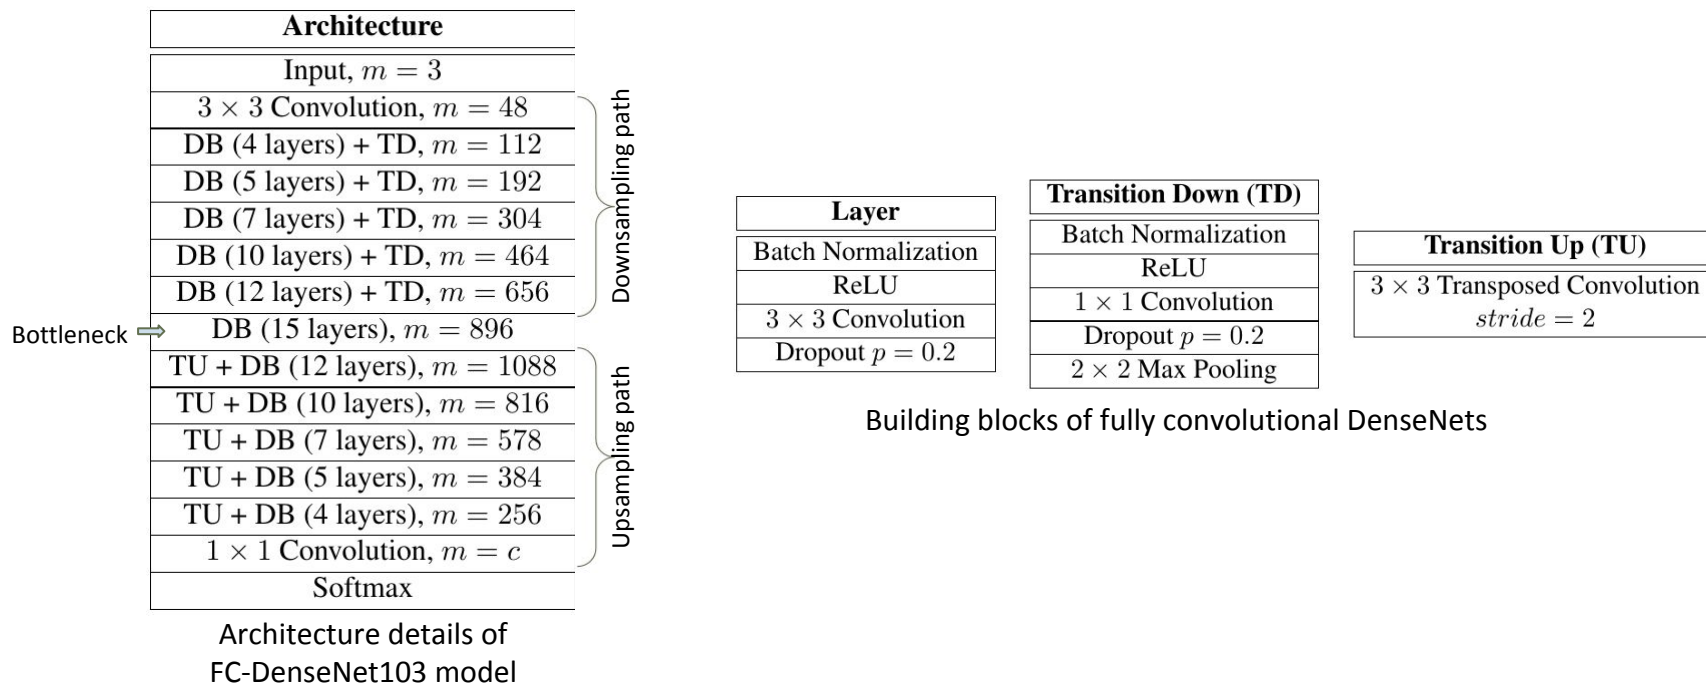 Architecture
Input, m = 3
3 × 3 Convolution, m = 48
DB (4 layers) + TD, m = 112
DB (5 layers) + TD, m = 192
DB (7 layers) + TD, m = 304
DB (10 layers) + TD, m = 464
DB (12 layers) + TD, m = 656
DB (15 layers), m = 896
TU + DB (12 layers), m = 1088
TU + DB (10 layers), m = 816
TU + DB (7 layers), m = 578
TU + DB (5 layers), m = 384
TU + DB (4 layers), m = 256
1 × 1 Convolution, m = c
Softmax
Bottleneck
Downsampling path
Upsampling path
Architecture details of
FC-DenseNet103 model
Layer
Batch Normalization
ReLU
3 × 3 Convolution
Dropout p = 0.2
Transition Down (TD)
Batch Normalization
ReLU
1 × 1 Convolution
Dropout p = 0.2
2 × 2 Max Pooling
Transition Up (TU)
3 × 3 Transposed Convolution
stride = 2
Building blocks of fully convolutional DenseNets